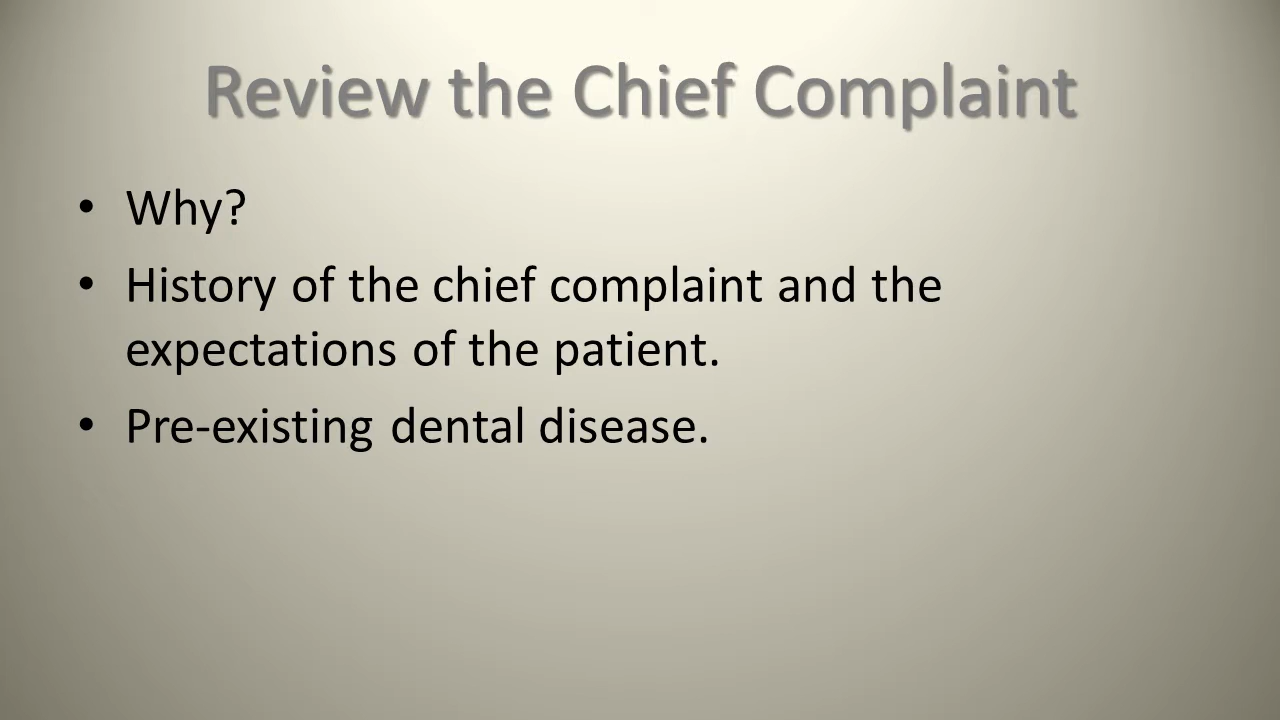 Review the Chief Complaint
• Why?
• History of the chief complaint and the
expectations of the patient.
• Pre-existing dental disease.